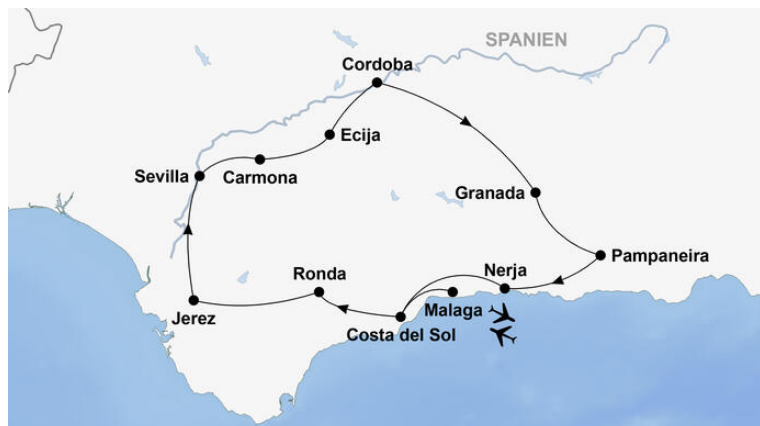 SPANIEN
Cordoba
Ecija
Sevilla
Carmona
Granada
Pampaneira
Nerja
Ronda
Malaga
Jerez
Costa del Sol